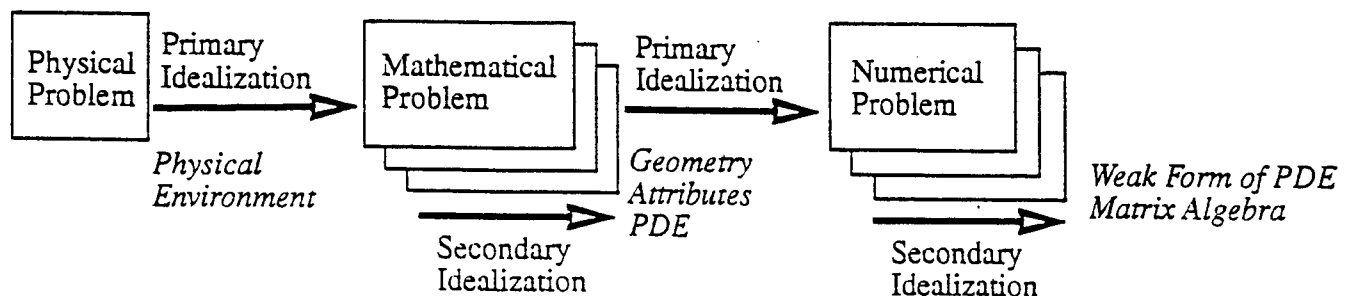 Physical
Problem
Primary
Idealization
Physical
Environment
Mathematical
Problem
Secondary
Idealization
Primary
Idealization
Geometry
Attributes
PDE
Numerical
Problem
Secondary
Idealization
Weak Form of PDE
Matrix Algebra